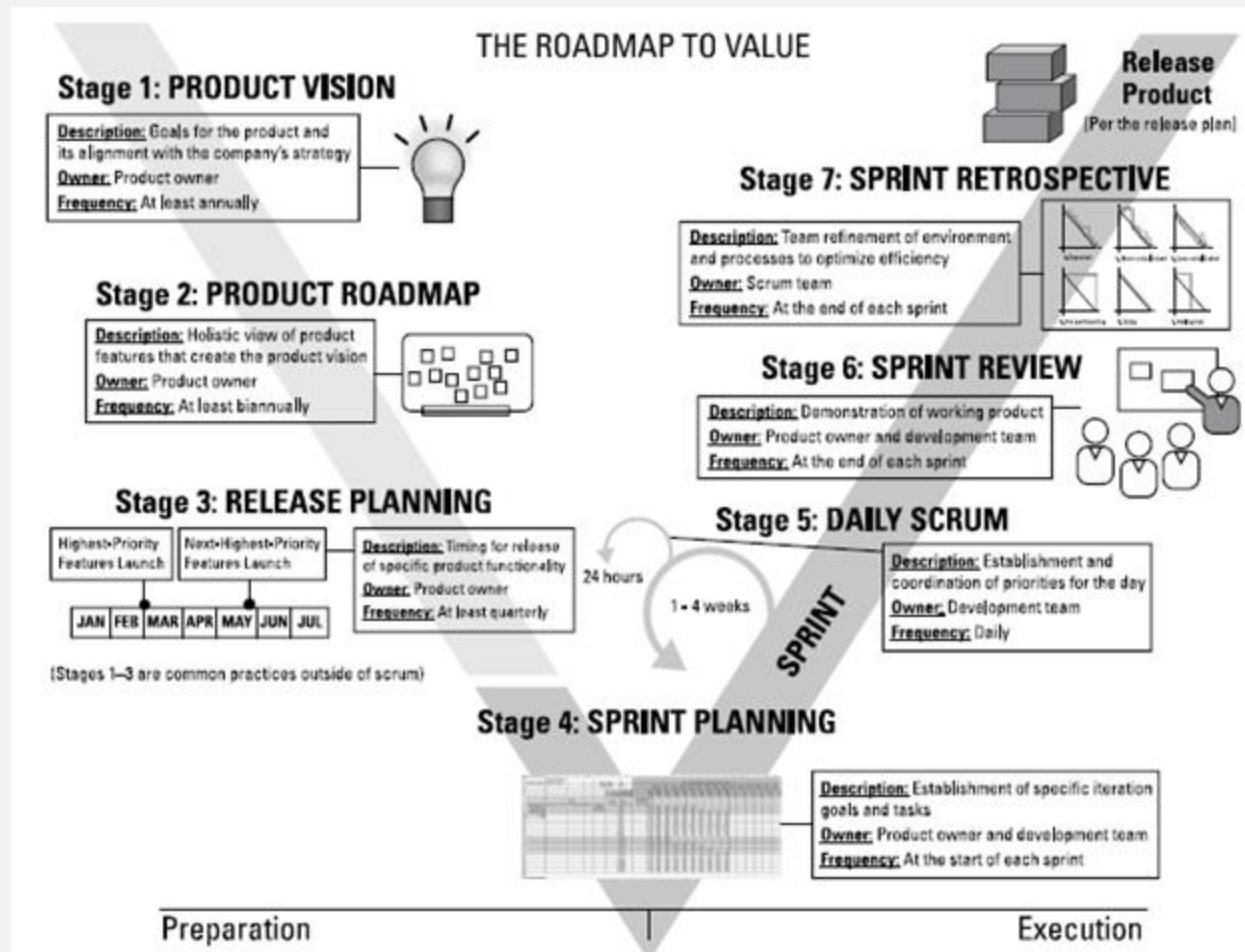 THE ROADMAP TO VALUE
Stage 1: PRODUCT VISION
Description: Goals for the product and
its alignment with the company's strategy
Owner: Product owner
Frequency: At least annually
Stage 2: PRODUCT ROADMAP
Description: Holistic view of product
features that create the product vision
Owner: Product owner
Frequency: At least biannually
Stage 3: RELEASE PLANNING
Highest-Priority
Features Launch
Next-Highest-Priority
Features Launch
JAN FEB MAR APR MAY JUN JUL
Description: Timing for release
of specific product functionality
Owner: Product owner
Frequency: At least quarterly
(Stages 1–3 are common practices outside of scrum)
Stage 4: SPRINT PLANNING
Description: Establishment of specific iteration
goals and tasks
Owner: Product owner and development team
Frequency: At the start of each sprint
24 hours
1 - 4 weeks
SPRINT
Stage 5: DAILY SCRUM
Description: Establishment and
coordination of priorities for the day
Owner: Development team
Frequency: Daily
Stage 6: SPRINT REVIEW
Description: Demonstration of working product
Owner: Product owner and development team
Frequency: At the end of each sprint
Stage 7: SPRINT RETROSPECTIVE
Description: Team refinement of environment
and processes to optimize efficiency
Owner: Scrum team
Frequency: At the end of each sprint
Release
Product
(Per the release plan)
Preparation
Execution